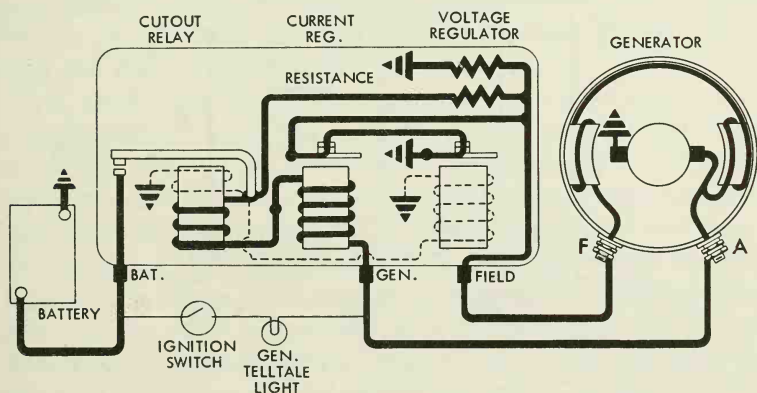 CUTOUT
RELAY
CURRENT
REG.
VOLTAGE
REGULATOR
GENERATOR
RESISTANCE
F
A
BAT.
GEN.
FIELD
BATTERY
IGNITION
SWITCH
GEN.
TELLTALE
LIGHT